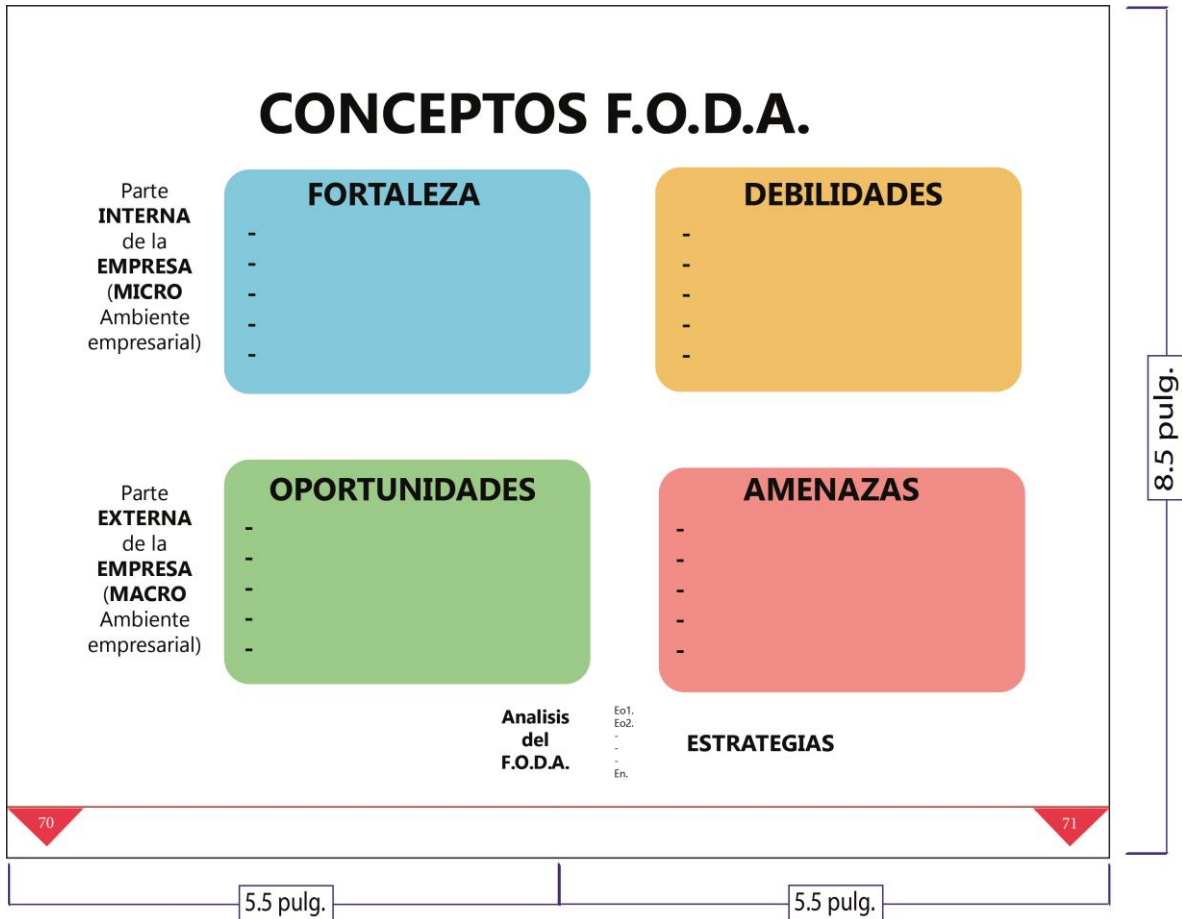 CONCEPTOS F.O.D.A.
Parte
INTERNA
de la
EMPRESA
(MICRO
Ambiente
empresarial)
FORTALEZA
-
-
-
-
-
DEBILIDADES
-
-
-
-
-
Parte
EXTERNA
de la
EMPRESA
(MACRO
Ambiente
empresarial)
OPORTUNIDADES
-
-
-
-
-
AMENAZAS
-
-
-
-
-
Analisis
del
F.O.D.A.
Eo1.
Eo2.
-
-
-
En.
ESTRATEGIAS
70
71
5.5 pulg.
5.5 pulg.
8.5 pulg.